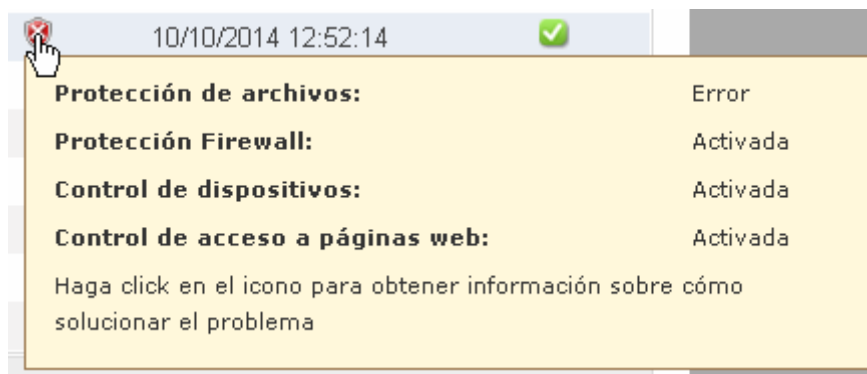 10/10/2014 12:52:14
Protección de archivos: Error
Protección Firewall: Activada
Control de dispositivos: Activada
Control de acceso a páginas web: Activada
Haga click en el icono para obtener información sobre cómo
solucionar el problema